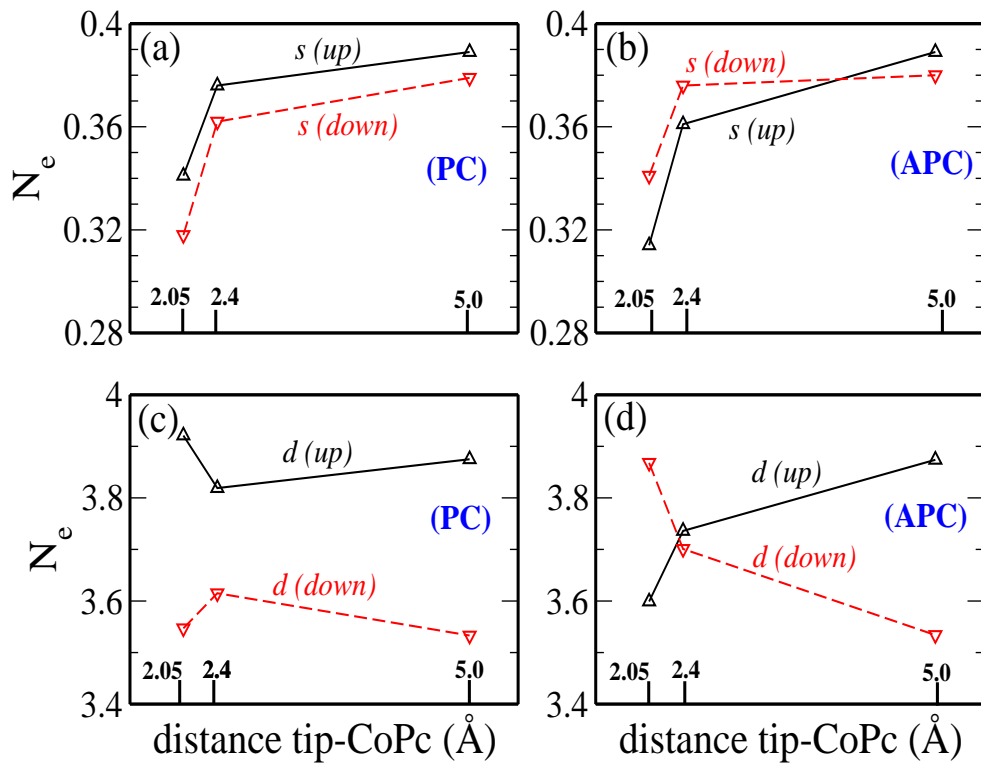 0.4
(a)
s (up)
s (down)
(PC)
0.36
0.32
0.28
N_e
2.05
2.4
5.0
0.4
(b)
s (down)
s (up)
(APC)
0.36
0.32
0.28
2.05
2.4
5.0
4
(c)
d (up)
(PC)
d (down)
3.8
3.6
3.4
N_e
2.05
2.4
5.0
distance tip-CoPc (Å)
4
(d)
d (up)
(APC)
d (down)
3.8
3.6
3.4
2.05
2.4
5.0
distance tip-CoPc (Å)